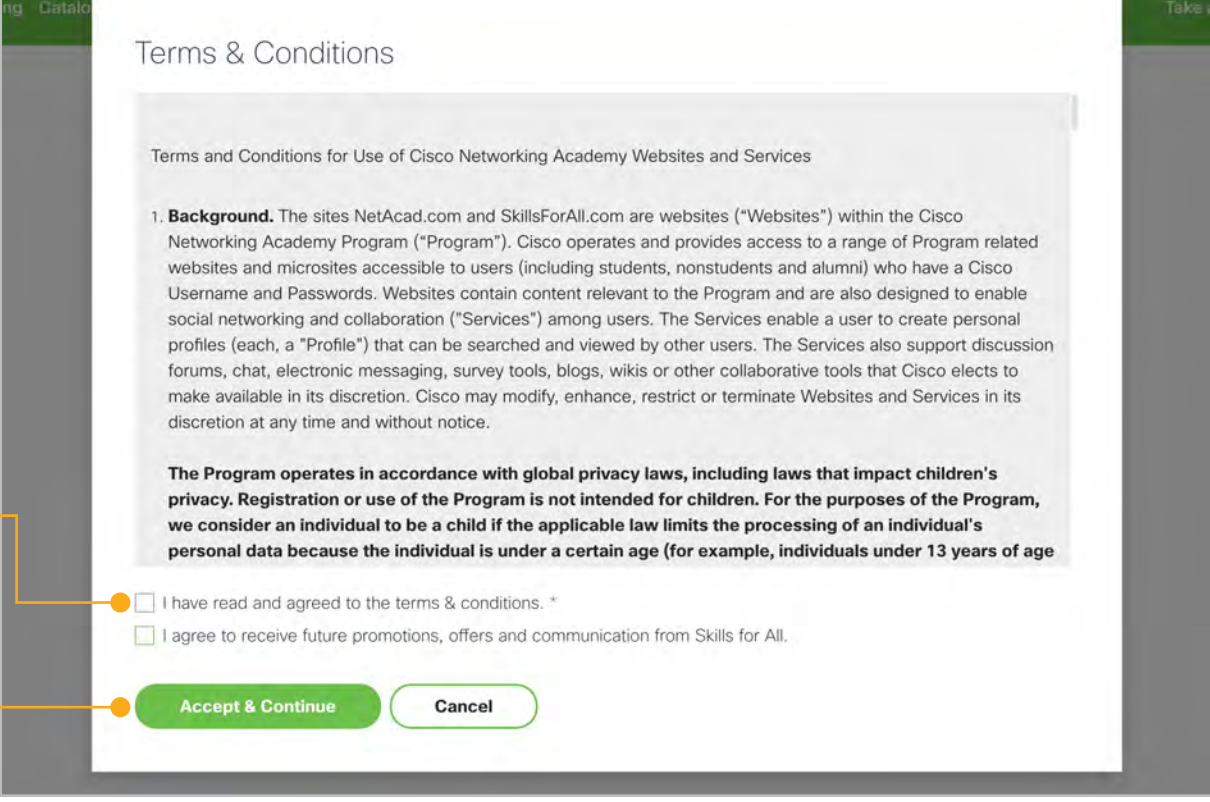 ng Catalo
Take
Terms & Conditions
Terms and Conditions for Use of Cisco Networking Academy Websites and Services
1. Background. The sites NetAcad.com and SkillsForAll.com are websites (“Websites”) within the Cisco
Networking Academy Program (“Program”). Cisco operates and provides access to a range of Program related
websites and microsites accessible to users (including students, nonstudents and alumni) who have a Cisco
Username and Passwords. Websites contain content relevant to the Program and are also designed to enable
social networking and collaboration ("Services") among users. The Services enable a user to create personal
profiles (each, a "Profile") that can be searched and viewed by other users. The Services also support discussion
forums, chat, electronic messaging, survey tools, blogs, wikis or other collaborative tools that Cisco elects to
make available in its discretion. Cisco may modify, enhance, restrict or terminate Websites and Services in its
discretion at any time and without notice.
The Program operates in accordance with global privacy laws, including laws that impact children's
privacy. Registration or use of the Program is not intended for children. For the purposes of the Program,
we consider an individual to be a child if the applicable law limits the processing of an individual's
personal data because the individual is under a certain age (for example, individuals under 13 years of age
I have read and agreed to the terms & conditions. *
I agree to receive future promotions, offers and communication from Skills for All.
Accept & Continue
Cancel